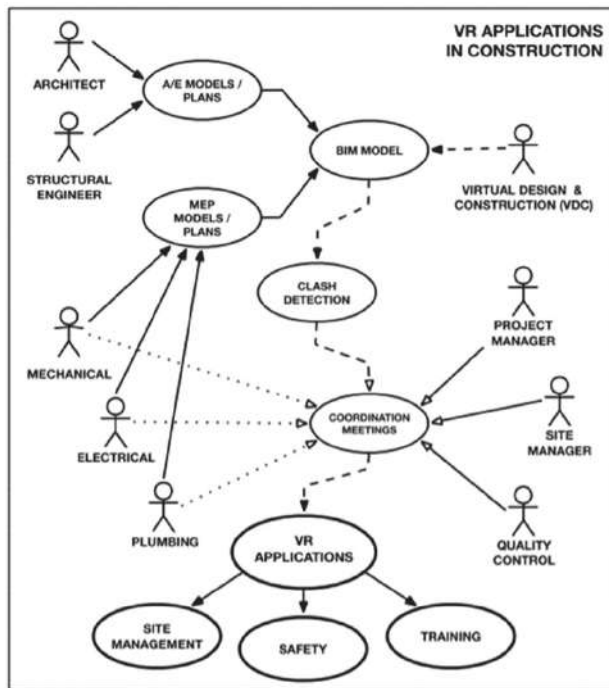 VR APPLICATIONS
IN CONSTRUCTION
ARCHITECT
A/E MODELS /
PLANS
STRUCTURAL
ENGINEER
BIM MODEL
VIRTUAL DESIGN &
CONSTRUCTION (VDC)
MEP
MODELS /
PLANS
CLASH
DETECTION
PROJECT
MANAGER
MECHANICAL
COORDINATION
MEETINGS
SITE
MANAGER
ELECTRICAL
PLUMBING
QUALITY
CONTROL
VR
APPLICATIONS
SITE
MANAGEMENT
SAFETY
TRAINING